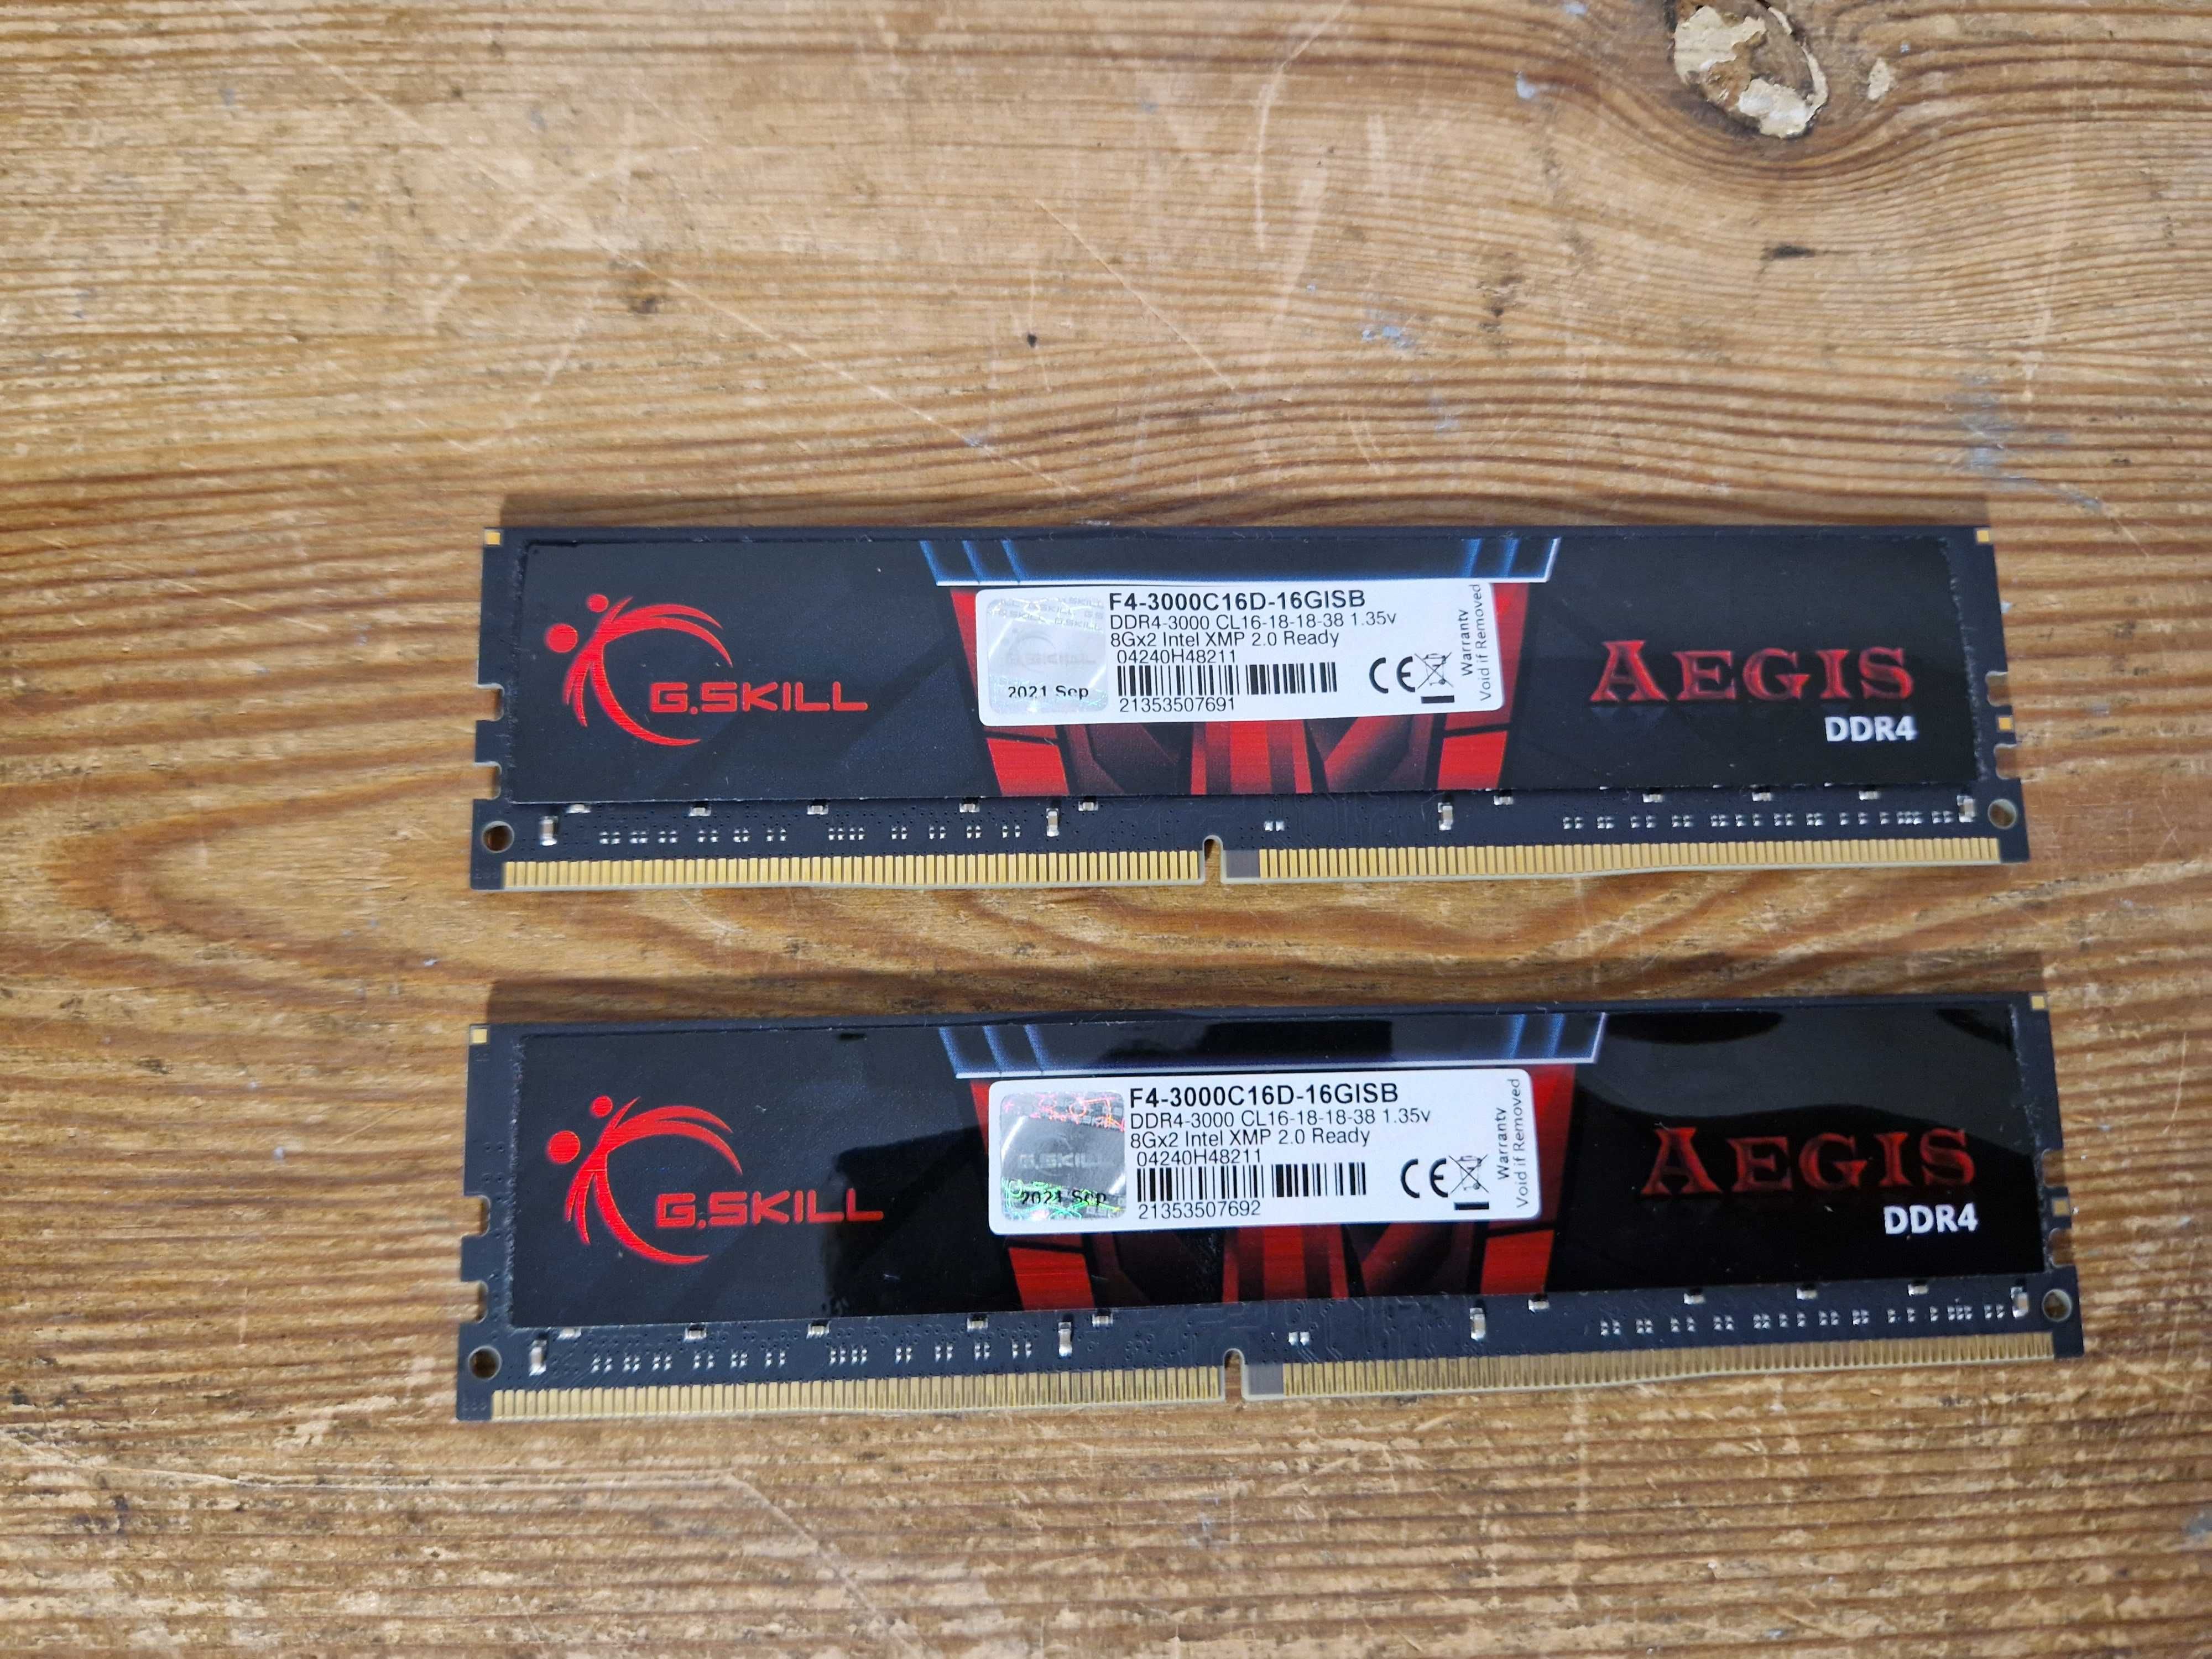 G.SKILL
F4-3000C16D-16GISB
DDR4-3000 CL16-18-18-38 1.35v
8Gx2 Intel XMP 2.0 Ready
04240H48211
2021 Sep
21353507691
CE
Warranty
Void if Removed
AEGIS
DDR4
G.SKILL
F4-3000C16D-16GISB
DDR4-3000 CL16-18-18-38 1.35v
8Gx2 Intel XMP 2.0 Ready
04240H48211
G.SKILL
2021 Sep
21353507692
CE
Warranty
Void if Removed
AEGIS
DDR4